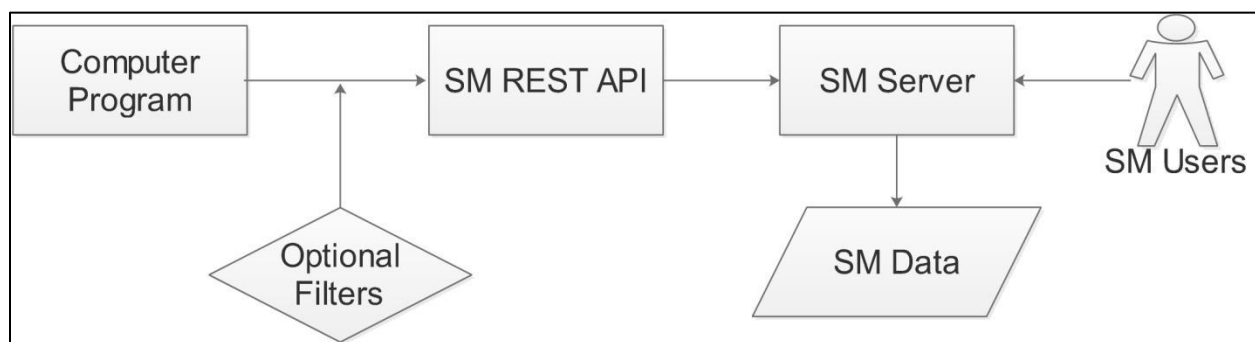 Computer
Program
SM REST API
SM Server
SM Users
Optional
Filters
SM Data